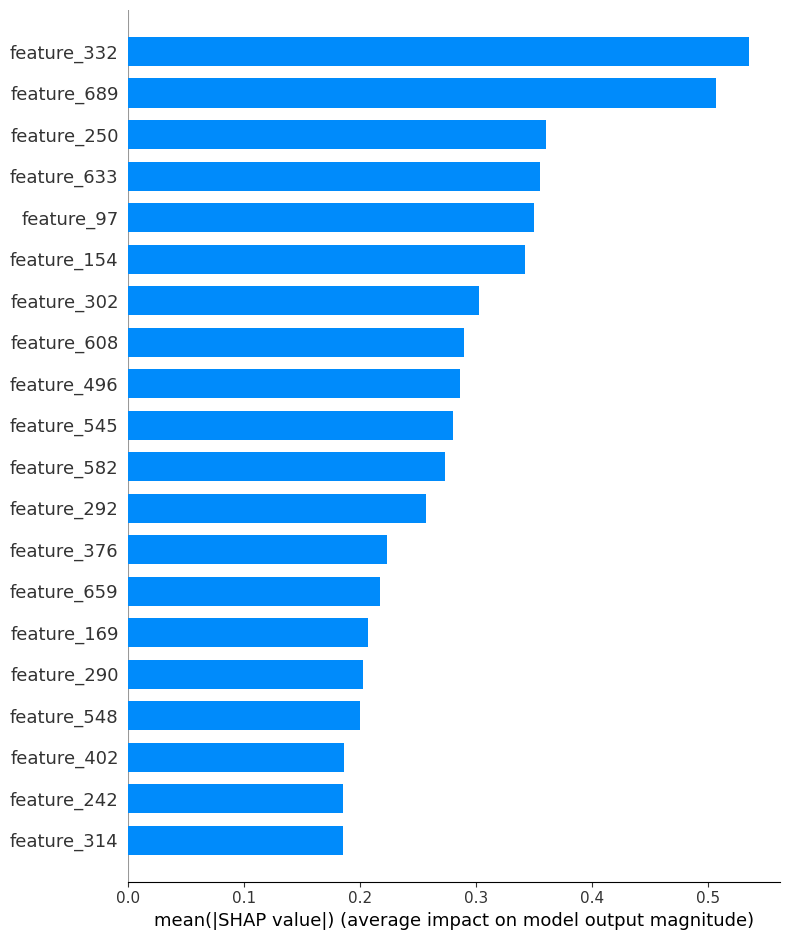 feature_332
feature_689
feature_250
feature_633
feature_97
feature_154
feature_302
feature_608
feature_496
feature_545
feature_582
feature_292
feature_376
feature_659
feature_169
feature_290
feature_548
feature_402
feature_242
feature_314
0.0 0.1 0.2 0.3 0.4 0.5
mean(|SHAP value|) (average impact on model output magnitude)